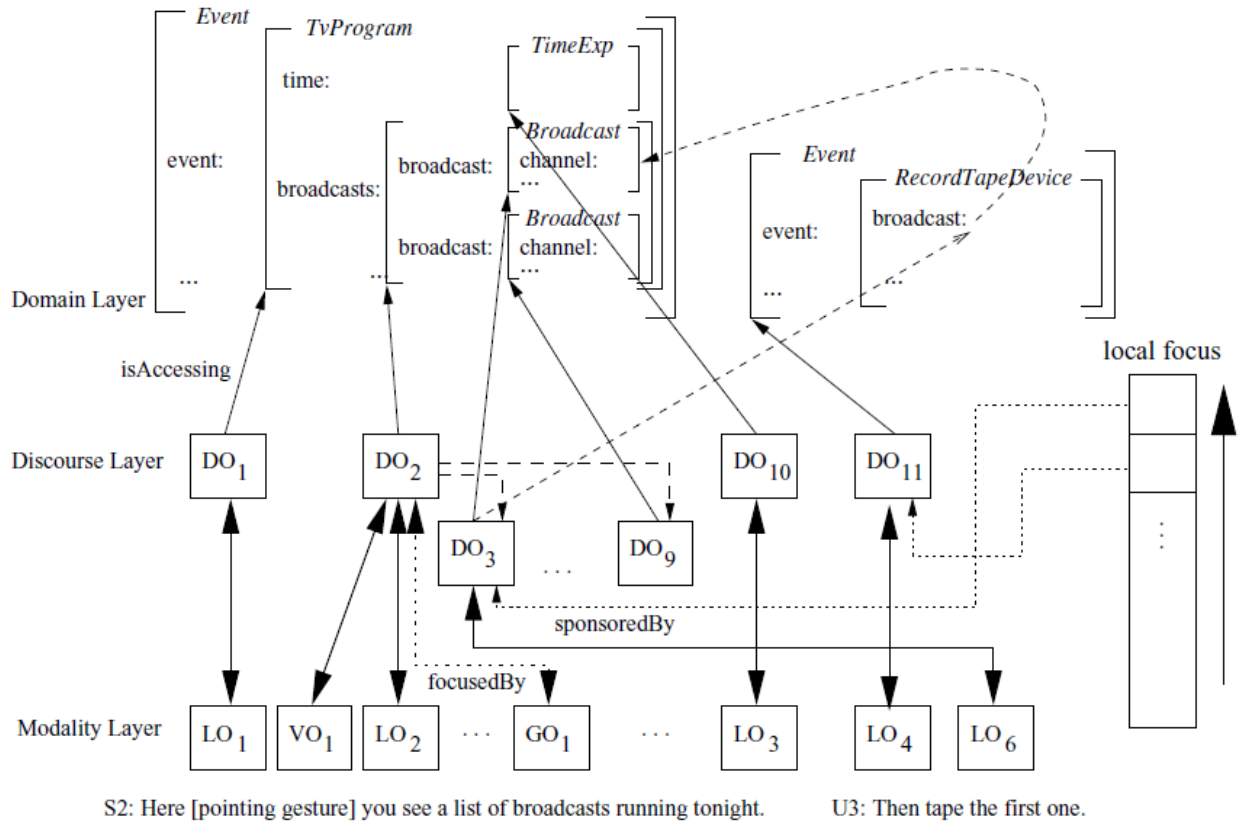 Event
TvProgram
TimeExp
time:
Broadcast
broadcast: channel:
...
event:
broadcasts:
Broadcast
broadcast: channel:
...
...
...
Event
RecordTapeDevice
broadcast:
event:
...
...
Domain Layer
isAccessing
local focus
Discourse Layer
DO1
DO2
DO10
DO11
DO3
. . .
DO9
sponsoredBy
focusedBy
Modality Layer
LO1
VO1
LO2
. . .
GO1
. . .
LO3
LO4
LO6
S2: Here [pointing gesture] you see a list of broadcasts running tonight.
U3: Then tape the first one.